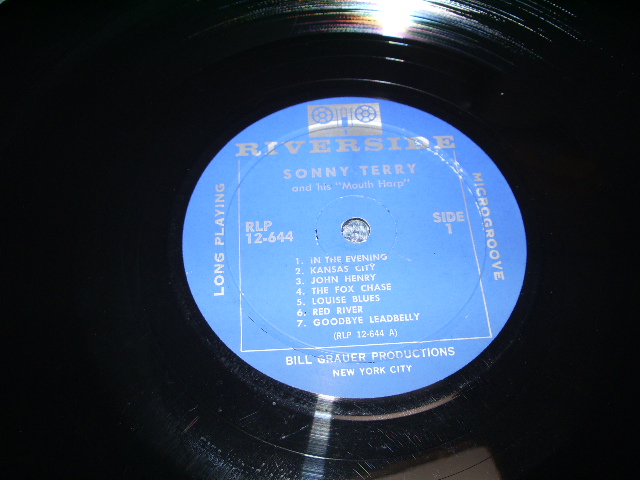 RIVERSIDE
SONNY TERRY
and his "Mouth Harp"
LONG PLAYING
MICROGROOVE
RLP
12-644
SIDE
1
1. IN THE EVENING
2. KANSAS CITY
3. JOHN HENRY
4. THE FOX CHASE
5. LOUISE BLUES
6. RED RIVER
7. GOODBYE LEADBELLY
(RLP 12-644 A)
BILL GRAUER PRODUCTIONS
NEW YORK CITY